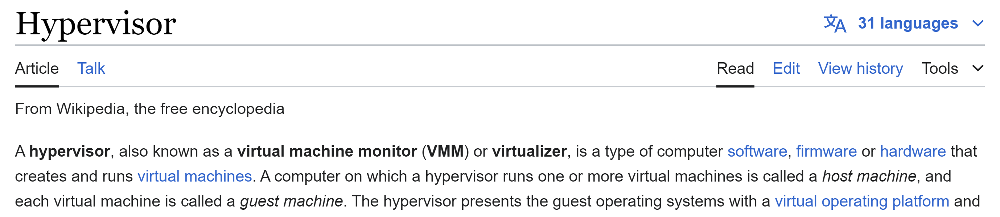 Hypervisor
31 languages
Article Talk
Read Edit View history Tools
From Wikipedia, the free encyclopedia
A hypervisor, also known as a virtual machine monitor (VMM) or virtualizer, is a type of computer software, firmware or hardware that
creates and runs virtual machines. A computer on which a hypervisor runs one or more virtual machines is called a host machine, and
each virtual machine is called a guest machine. The hypervisor presents the guest operating systems with a virtual operating platform and